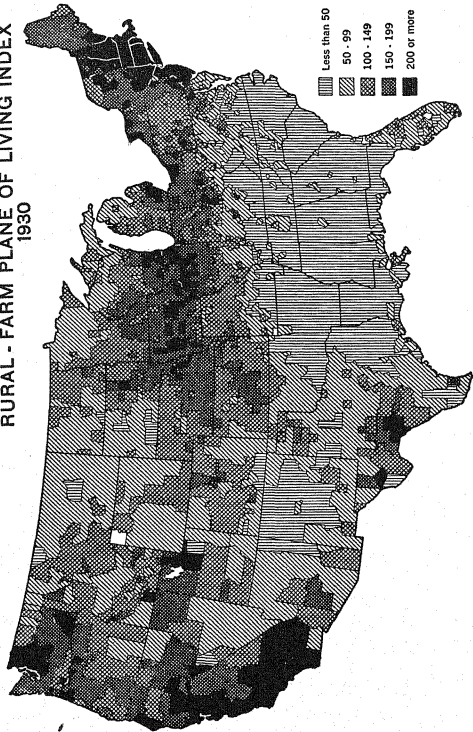 RURAL - FARM PLANE OF LIVING INDEX
1930
Less than 50
50 - 99
100 - 149
150 - 199
200 or more